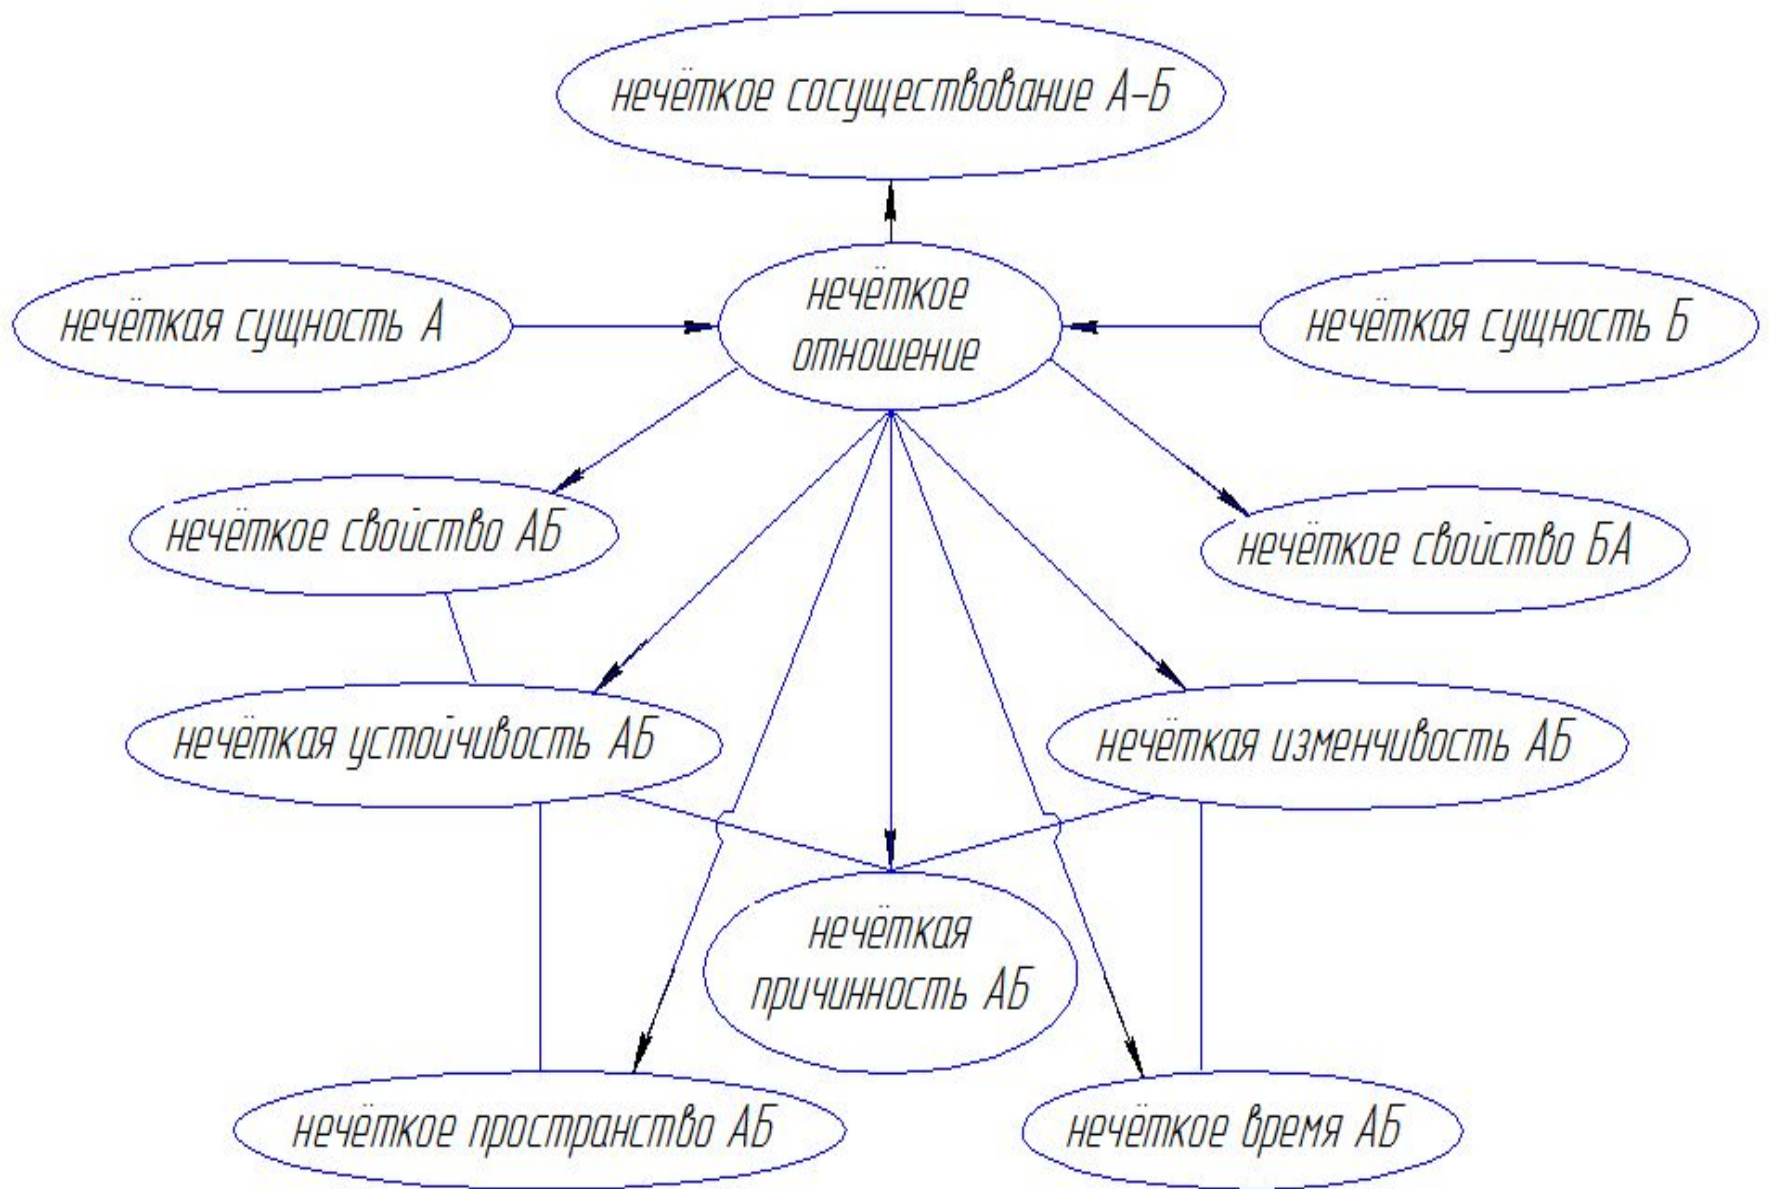 нечёткое сосуществование А-Б
нечёткая сущность А
нечёткое
отношение
нечёткая сущность Б
нечёткое свойство АБ
нечёткое свойство БА
нечёткая устойчивость АБ
нечёткая изменчивость АБ
нечёткая
причинность АБ
нечёткое пространство АБ
нечёткое время АБ